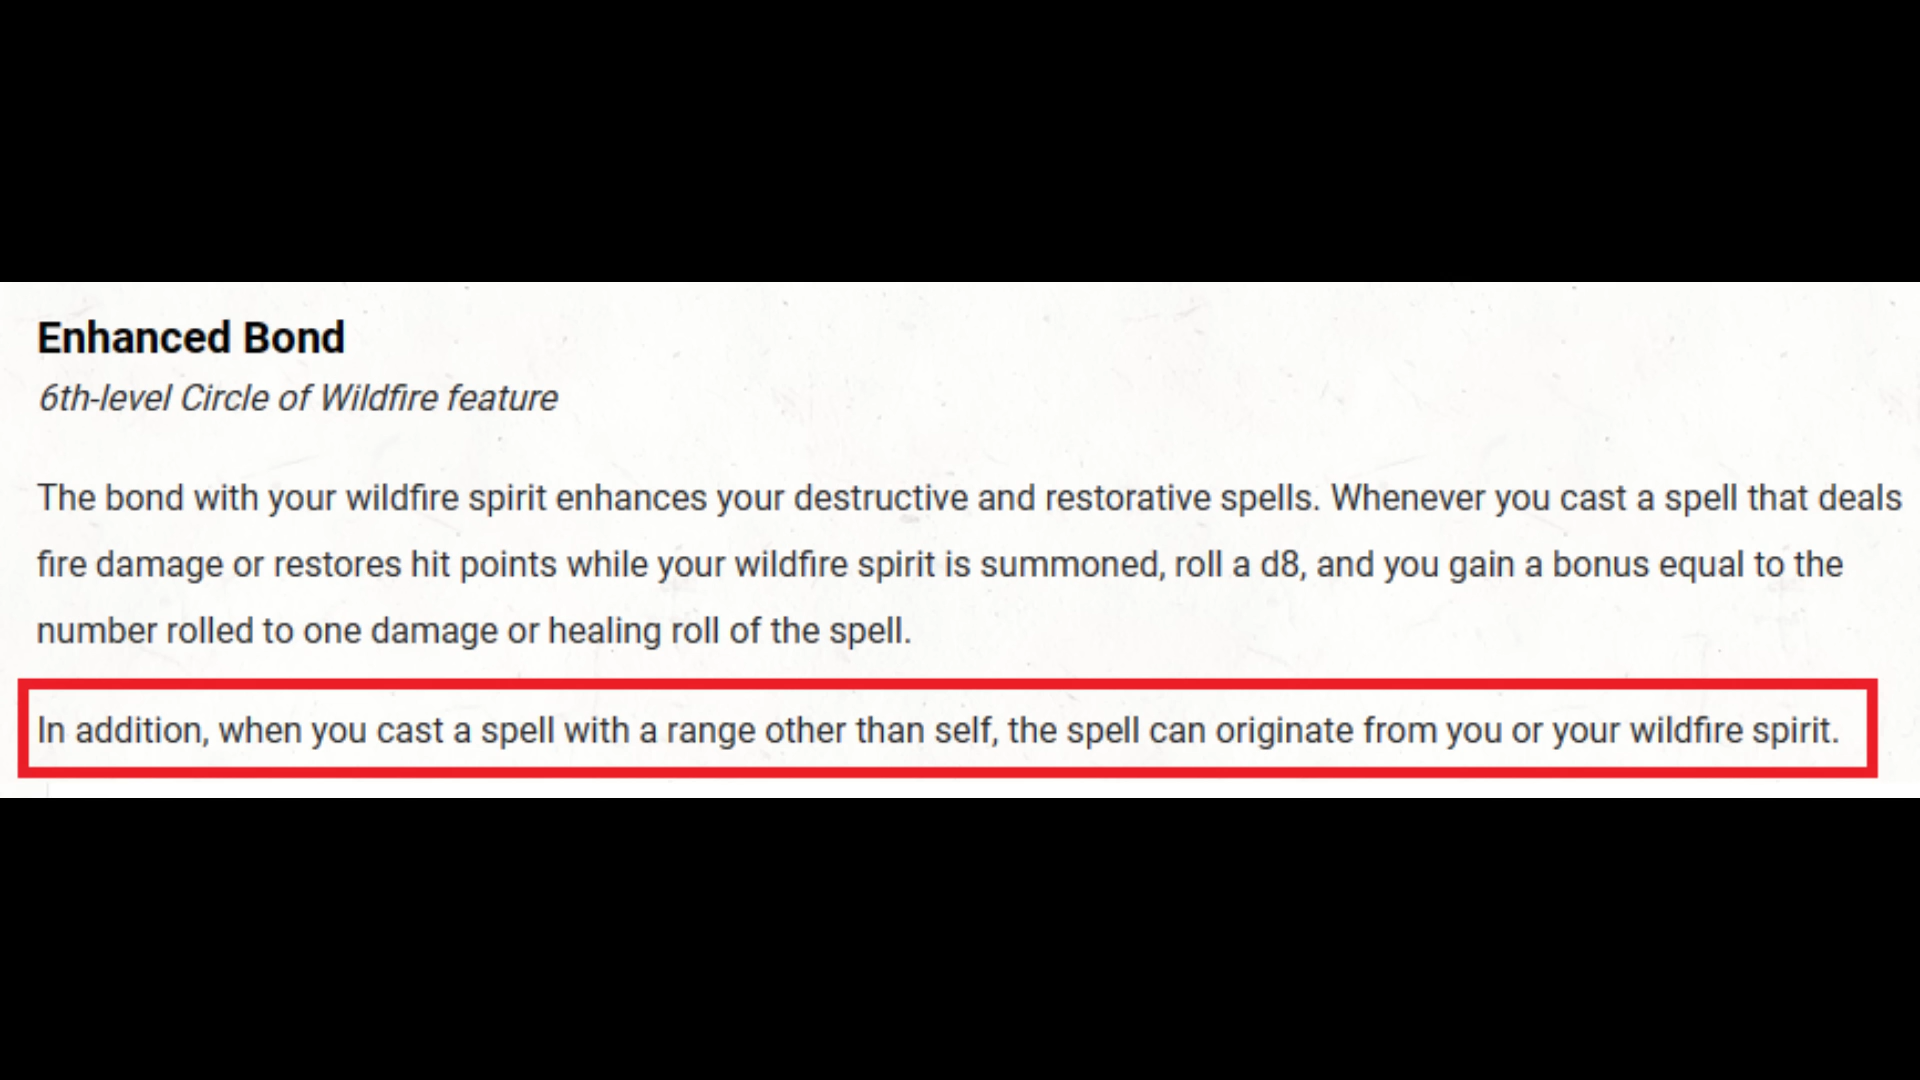 Enhanced Bond
6th-level Circle of Wildfire feature
The bond with your wildfire spirit enhances your destructive and restorative spells. Whenever you cast a spell that deals
fire damage or restores hit points while your wildfire spirit is summoned, roll a d8, and you gain a bonus equal to the
number rolled to one damage or healing roll of the spell.
In addition, when you cast a spell with a range other than self, the spell can originate from you or your wildfire spirit.